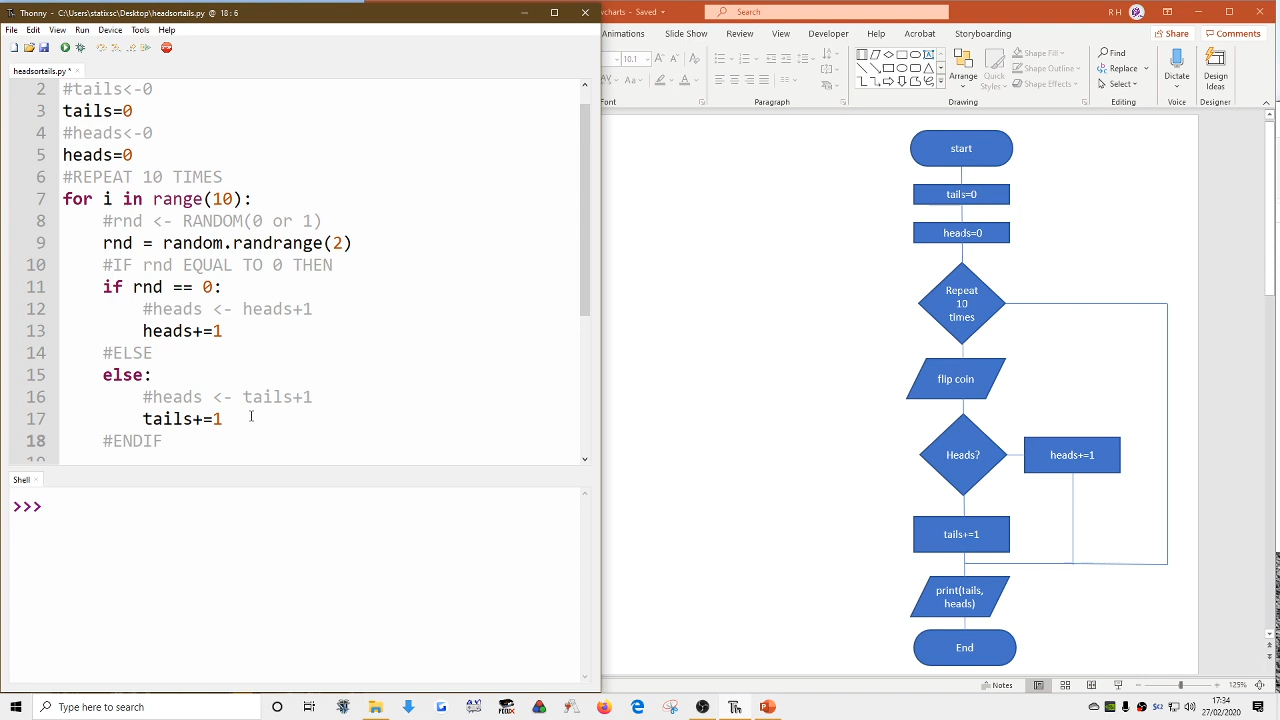 Thonny - C:\Users\statixsc\Desktop\headsortails.py @ 18 : 6
File Edit View Run Device Tools Help
headsortails.py *
2 #tails<-0
3 tails=0
4 #heads<-0
5 heads=0
6 #REPEAT 10 TIMES
7 for i in range(10):
8 #rnd <- RANDOM(0 or 1)
9 rnd = random.randrange(2)
10 #IF rnd EQUAL TO 0 THEN
11 if rnd == 0:
12 #heads <- heads+1
13 heads+=1
14 #ELSE
15 else:
16 #heads <- tails+1
17 tails+=1
18 #ENDIF
Shell
>>>
wcharts - Saved
Search
R H
Animations Slide Show Review View Developer Help Acrobat Storyboarding
Share Comments
10.1
Aa
Arrange
Quick
Styles
Shape Fill
Shape Outline
Shape Effects
Find
Replace
Select
Dictate
Design
Ideas
Font Paragraph Drawing Editing Voice Designer
start
tails=0
heads=0
Repeat
10
times
flip coin
Heads?
heads+=1
tails+=1
print(tails,
heads)
End
Notes
125%
Type here to search
17:34
27/02/2020